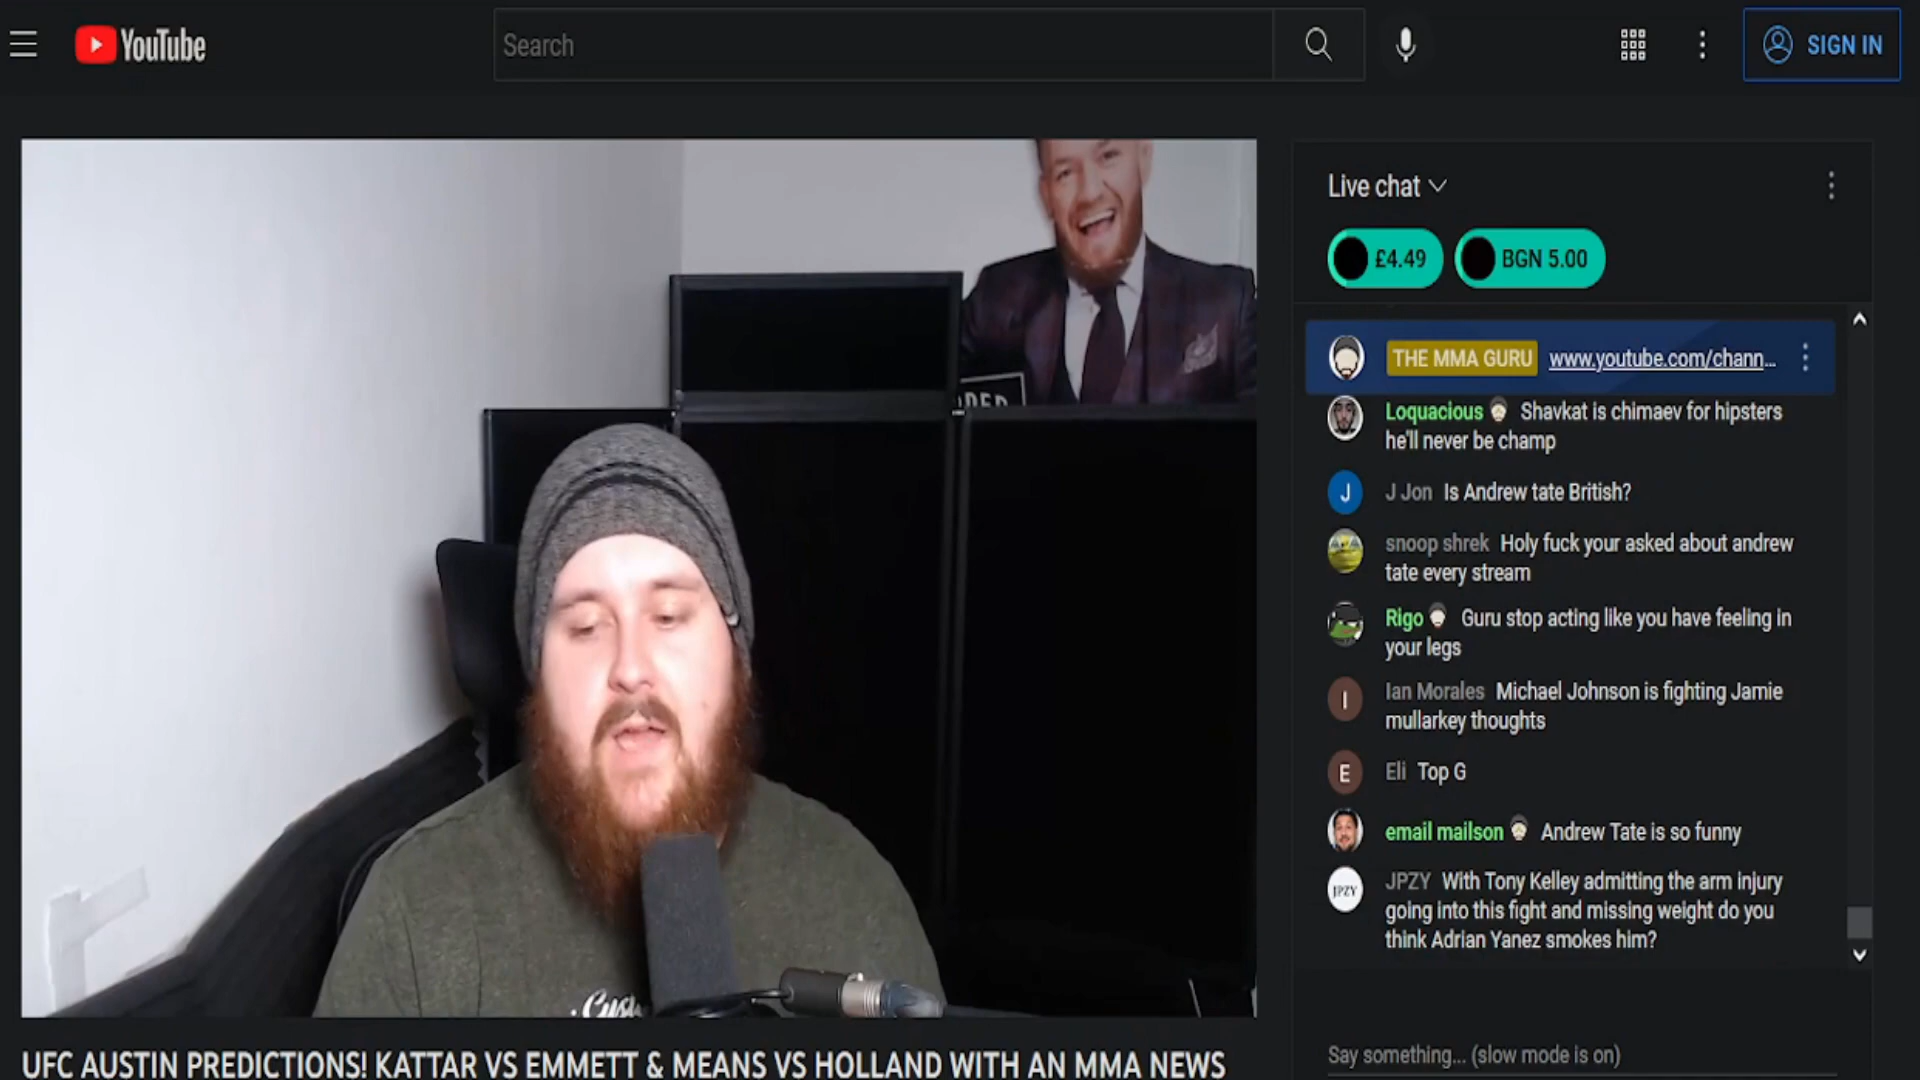 YouTube
Search
SIGN IN
Live chat
£4.49
BGN 5.00
THE MMA GURU www.youtube.com/chann...
Loquacious Shavkat is chimaev for hipsters
he'll never be champ
J
J Jon Is Andrew tate British?
snoop shrek Holy fuck your asked about andrew
tate every stream
Rigo Guru stop acting like you have feeling in
your legs
I
Ian Morales Michael Johnson is fighting Jamie
mullarkey thoughts
E
Eli Top G
email mailson Andrew Tate is so funny
JPZY
JPZY With Tony Kelley admitting the arm injury
going into this fight and missing weight do you
think Adrian Yanez smokes him?
Say something... (slow mode is on)
UFC AUSTIN PREDICTIONS! KATTAR VS EMMETT & MEANS VS HOLLAND WITH AN MMA NEWS